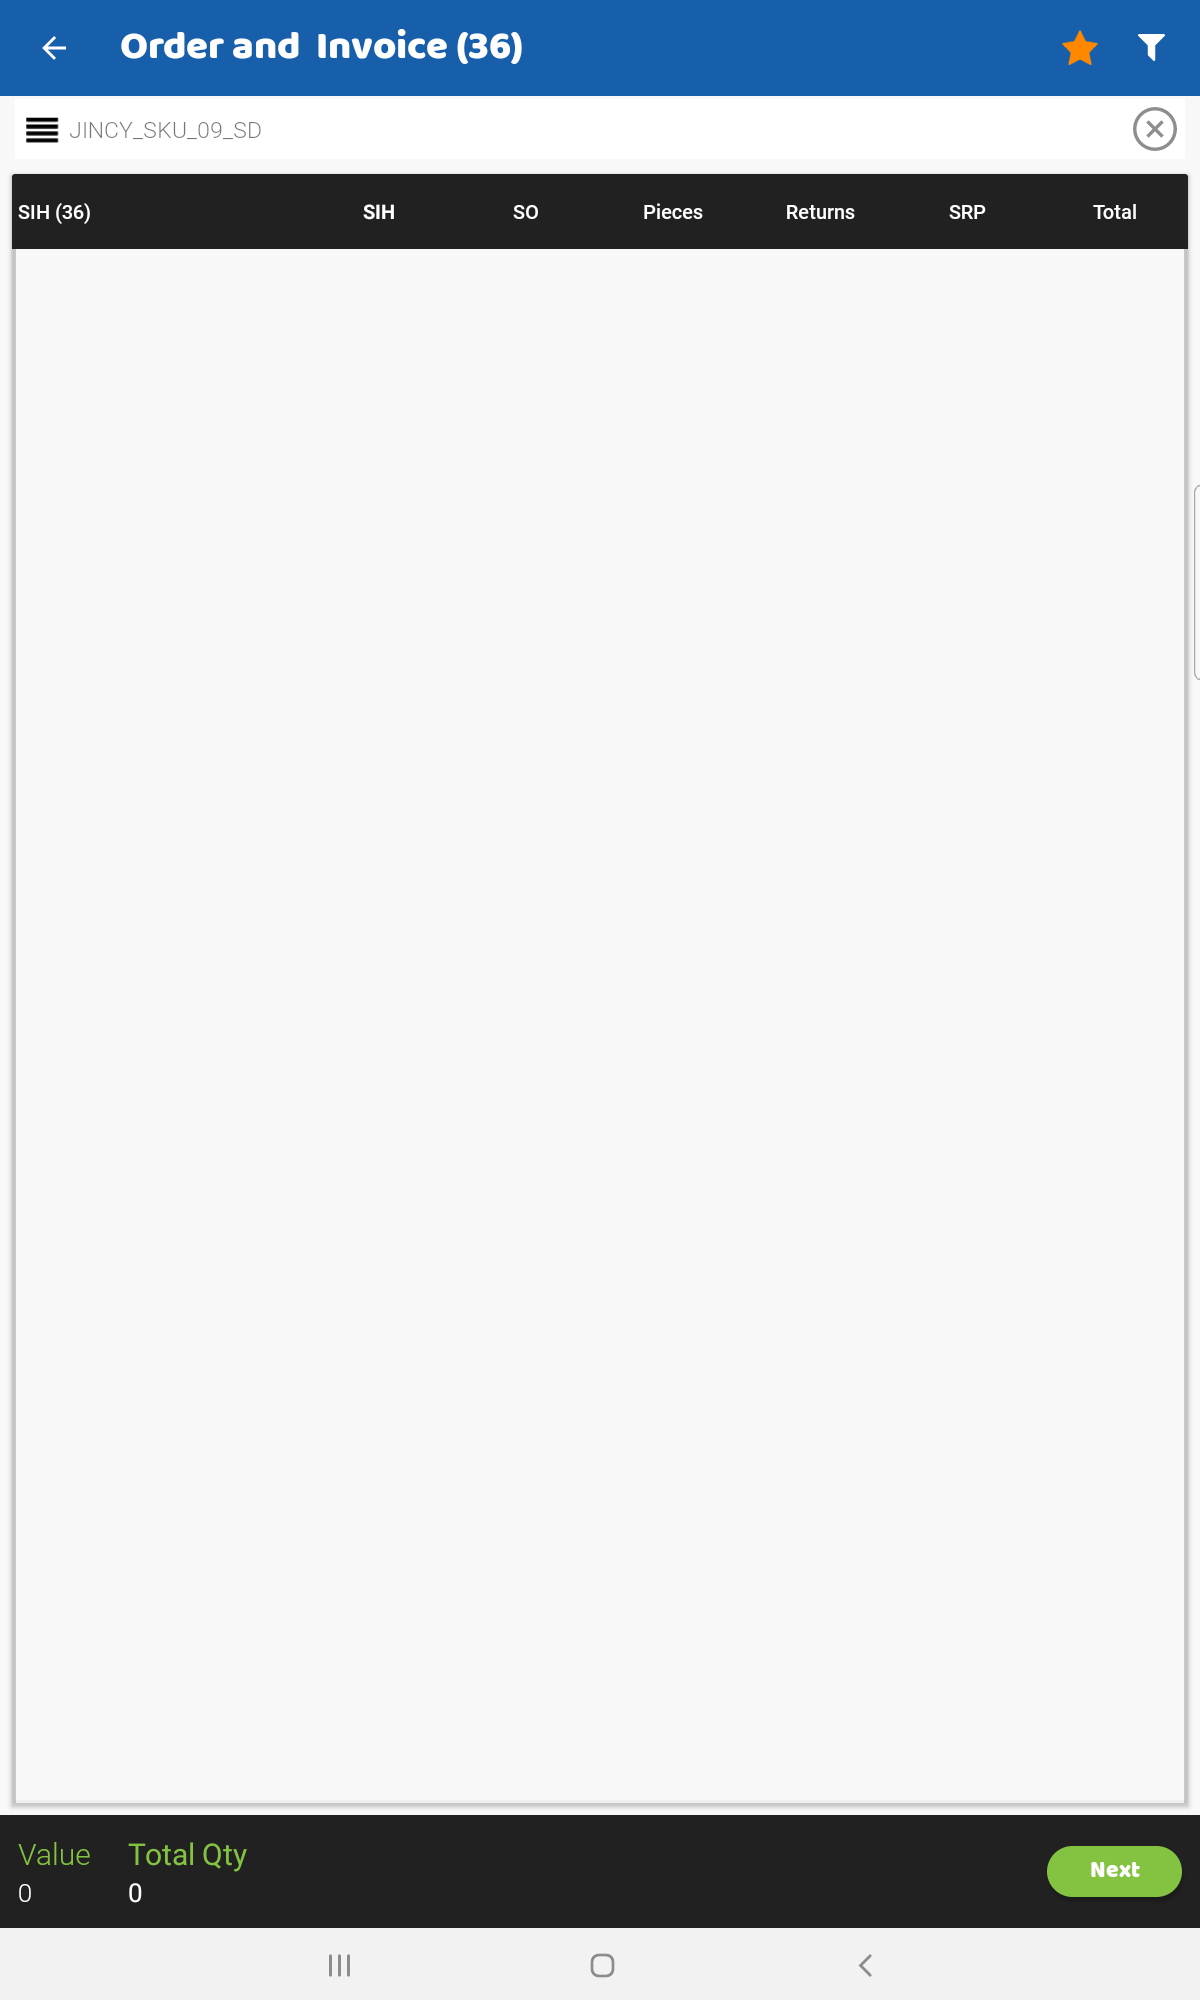 Order and  Invoice (36)
JINCY_SKU_09_SD
SIH (36) SIH SO Pieces Returns SRP Total
Value Total Qty
0 0
Next